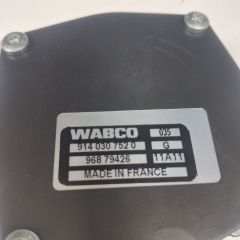 WABCO 035
914 030 752 0 G
968 79426 11A11
MADE IN FRANCE